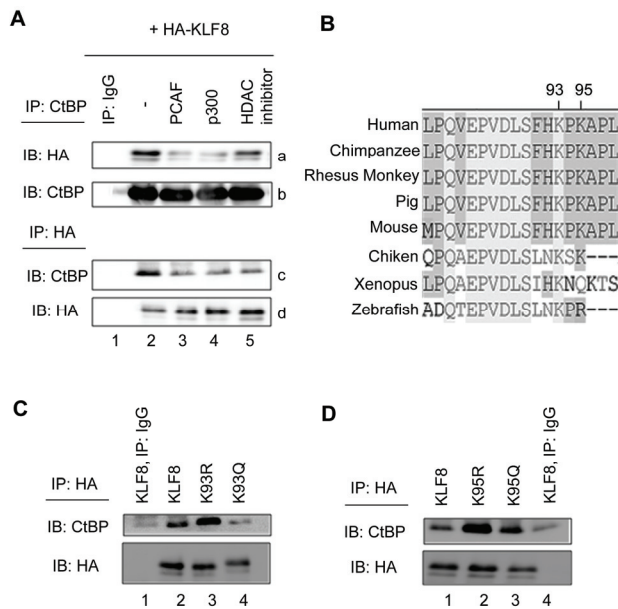 A
+ HA-KLF8
IP: CtBP
IP: IgG
-
PCAF
p300
HDAC
inhibitor
IB: HA
a
IB: CtBP
b
IP: HA
IB: CtBP
c
IB: HA
d
1 2 3 4 5
B
93 95
Human LPQVEPVDLSFHKPKAPL
Chimpanzee LPQVEPVDLSFHKPKAPL
Rhesus Monkey LPQVEPVDLSFHKPKAPL
Pig LPQVEPVDLSFHKPKAPL
Mouse MPQVEPVDLSFHKPKAPL
Chiken QPQAEPVDLSLNKSK---
Xenopus LPQAEPVDLSIHKNQKTS
Zebrafish ADQTEPVDLSLNKPR---
C
IP: HA
KLF8, IP: IgG
KLF8
K93R
K93Q
IB: CtBP
IB: HA
1 2 3 4
D
IP: HA
KLF8
K95R
K95Q
KLF8, IP: IgG
IB: CtBP
IB: HA
1 2 3 4